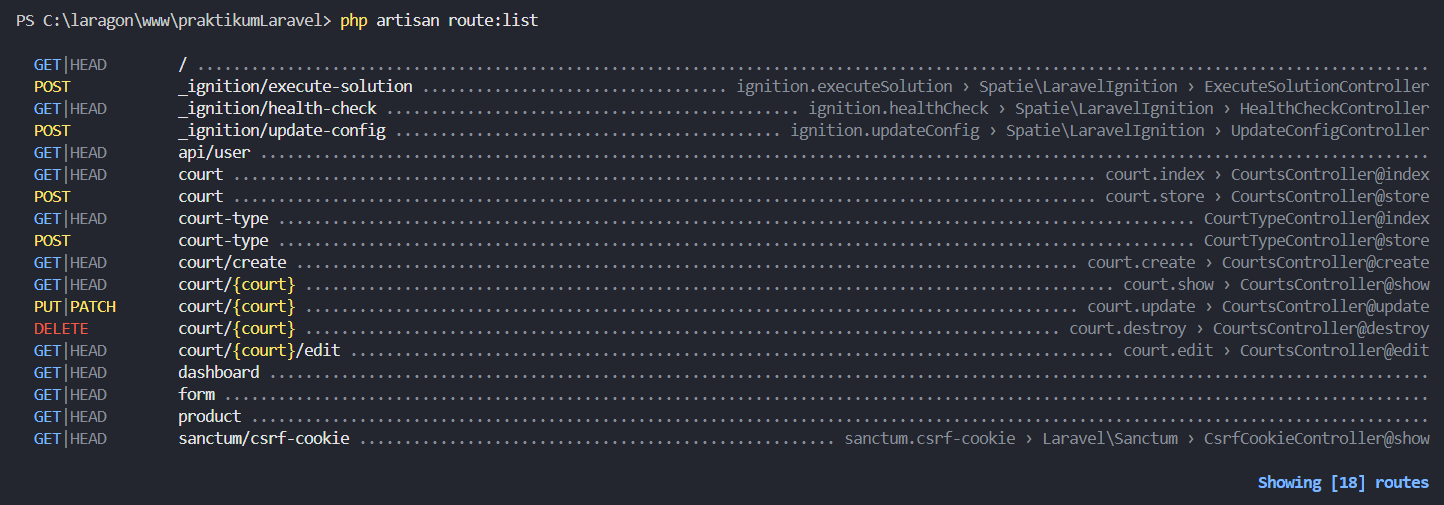 PS C:\laragon\www\praktikumLaravel> php artisan route:list
GET|HEAD / ........................................................................................................................................
POST _ignition/execute-solution .................................. ignition.executeSolution › Spatie\LaravelIgnition › ExecuteSolutionController
GET|HEAD _ignition/health-check .............................................. ignition.healthCheck › Spatie\LaravelIgnition › HealthCheckController
POST _ignition/update-config ........................................... ignition.updateConfig › Spatie\LaravelIgnition › UpdateConfigController
GET|HEAD api/user ..................................................................................................................................
GET|HEAD court ................................................................................................ court.index › CourtsController@index
POST court ................................................................................................ court.store › CourtsController@store
GET|HEAD court-type ...................................................................................................... CourtTypeController@index
POST court-type ...................................................................................................... CourtTypeController@store
GET|HEAD court/create ....................................................................................... court.create › CourtsController@create
GET|HEAD court/{court} .......................................................................................... court.show › CourtsController@show
PUT|PATCH court/{court} ...................................................................................... court.update › CourtsController@update
DELETE court/{court} .................................................................................... court.destroy › CourtsController@destroy
GET|HEAD court/{court}/edit ..................................................................................... court.edit › CourtsController@edit
GET|HEAD dashboard .................................................................................................................................
GET|HEAD form ......................................................................................................................................
GET|HEAD product ...................................................................................................................................
GET|HEAD sanctum/csrf-cookie ..................................................... sanctum.csrf-cookie › Laravel\Sanctum › CsrfCookieController@show
Showing [18] routes